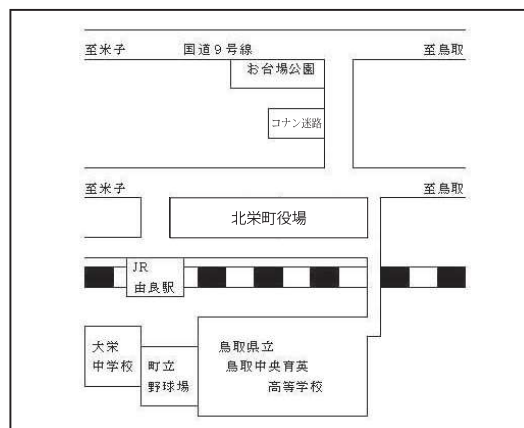 至米子 国道9号線 至鳥取
お台場公園
コナン迷路
至米子 至鳥取
北栄町役場
JR
由良駅
大栄
中学校
町立
野球場
鳥取県立
鳥取中央育英
高等学校